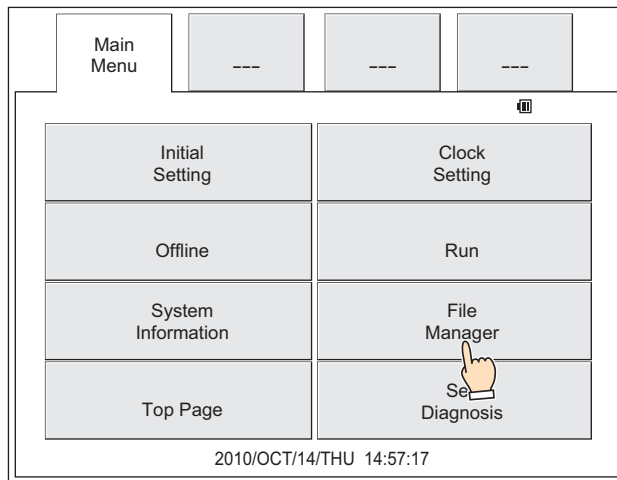 Main
Menu
---
---
---
Initial
Setting
Clock
Setting
Offline
Run
System
Information
File
Manager
Top Page
Diagnosis
2010/OCT/14/THU 14:57:17